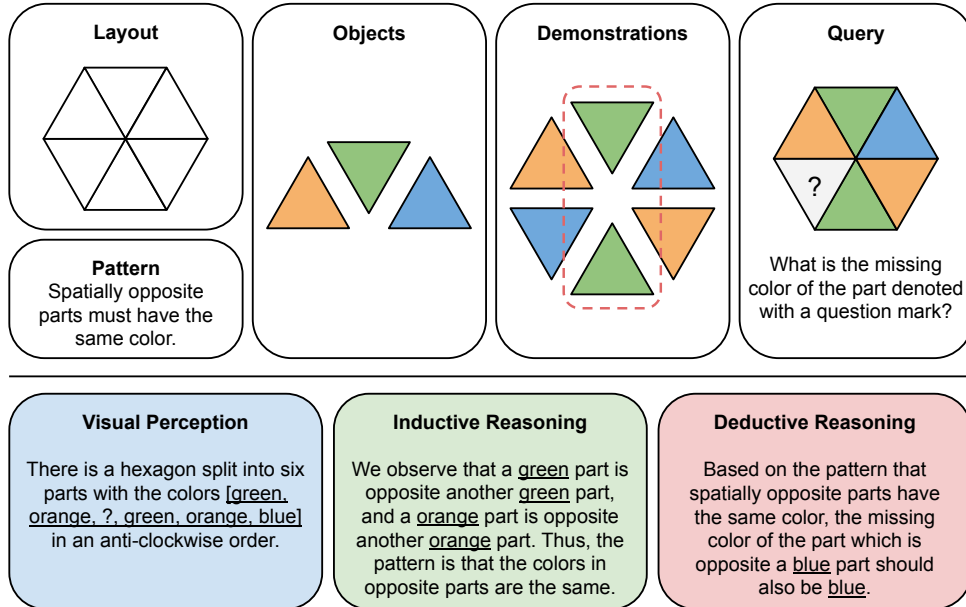 Layout
Pattern
Spatially opposite
parts must have the
same color.
Objects
Demonstrations
Query
?
What is the missing
color of the part denoted
with a question mark?
Visual Perception
There is a hexagon split into six
parts with the colors [green,
orange, ?, green, orange, blue]
in an anti-clockwise order.
Inductive Reasoning
We observe that a green part is
opposite another green part,
and a orange part is opposite
another orange part. Thus, the
pattern is that the colors in
opposite parts are the same.
Deductive Reasoning
Based on the pattern that
spatially opposite parts have
the same color, the missing
color of the part which is
opposite a blue part should
also be blue.